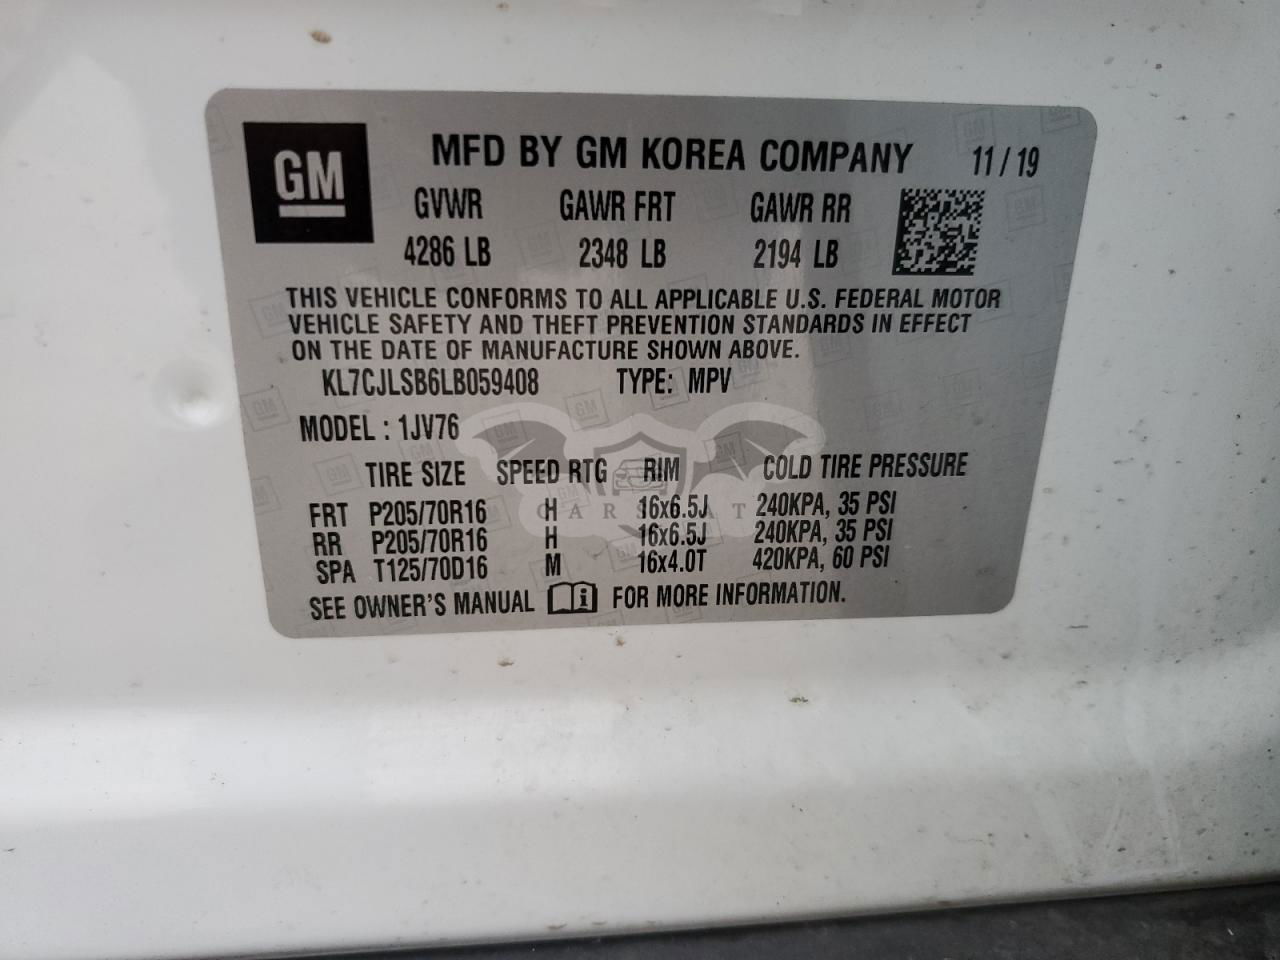 GM
MFD BY GM KOREA COMPANY 11/19
GVWR GAWR FRT GAWR RR
4286 LB 2348 LB 2194 LB
THIS VEHICLE CONFORMS TO ALL APPLICABLE U.S. FEDERAL MOTOR
VEHICLE SAFETY AND THEFT PREVENTION STANDARDS IN EFFECT
ON THE DATE OF MANUFACTURE SHOWN ABOVE.
KL7CJLSB6LB059408 TYPE: MPV
MODEL : 1JV76
TIRE SIZE SPEED RTG RIM COLD TIRE PRESSURE
FRT P205/70R16 H 16x6.5J 240KPA, 35 PSI
RR P205/70R16 H 16x6.5J 240KPA, 35 PSI
SPA T125/70D16 M 16x4.0T 420KPA, 60 PSI
SEE OWNER'S MANUAL i FOR MORE INFORMATION.